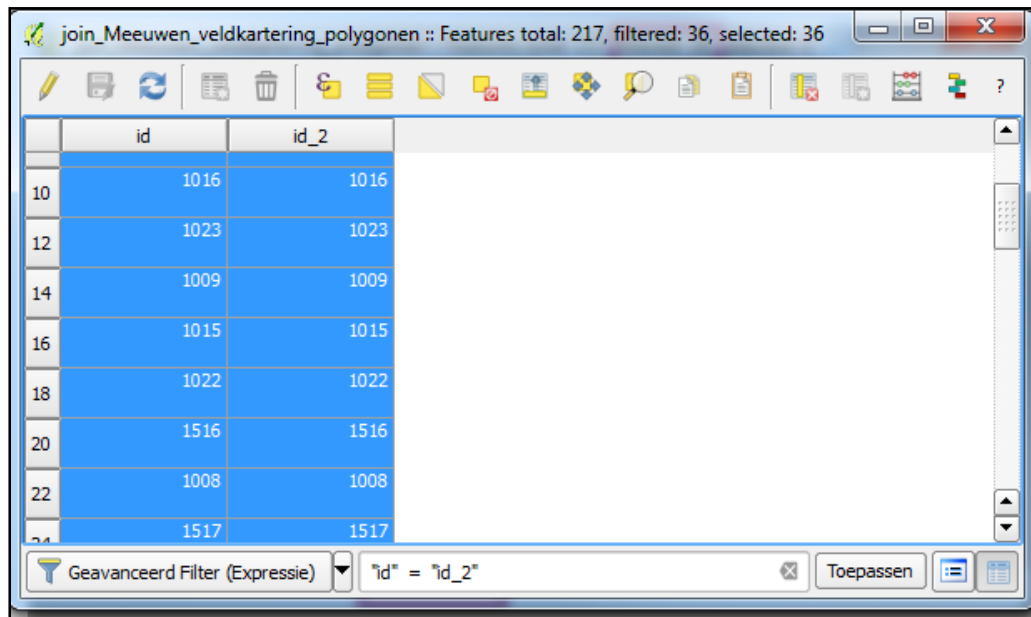 join_Meeuwen_veldkartering_polygonen :: Features total: 217, filtered: 36, selected: 36
ε ?
id id_2
10 1016 1016
12 1023 1023
14 1009 1009
16 1015 1015
18 1022 1022
20 1516 1516
22 1008 1008
1517 1517
Geavanceerd Filter (Expressie) "id" = "id_2" Toepassen